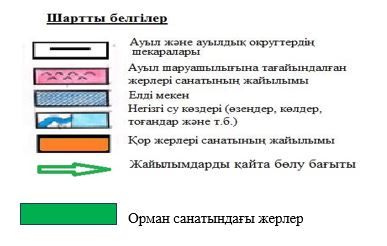 Шартты белгілер
Ауыл және ауылдық округтердің
шекаралары
Ауыл шаруашылығына тағайындалған
жерлері санатының жайылымы
Елді мекен
Негізгі су көздері (өзендер, көлдер,
тоғандар және т.б.)
Қор жерлері санатының жайылымы
Жайылымдарды қайта бөлу бағыты
Орман санатындағы жерлер